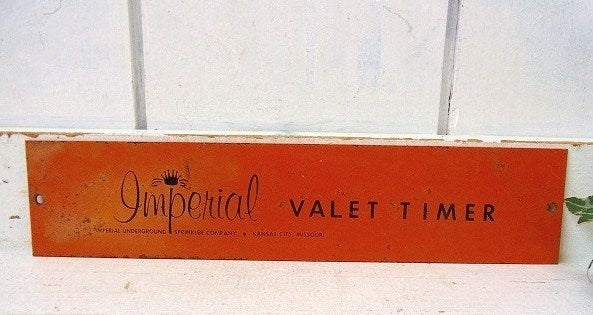 Imperial VALET TIMER
IMPERIAL UNDERGROUND SPRINKLER COMPANY • KANSAS CITY, MISSOURI